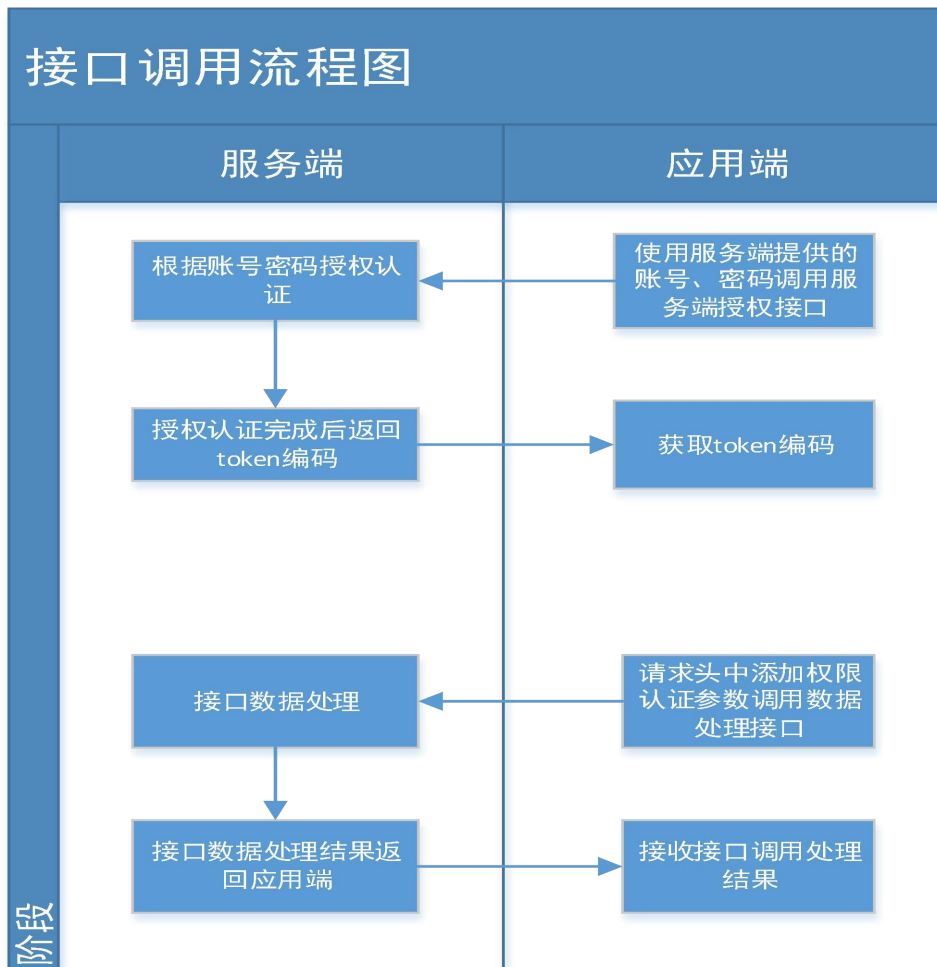 接口调用流程图
服务端
应用端
根据账号密码授权认
证
使用服务端提供的
账号、密码调用服
务端授权接口
授权认证完成后返回
token编码
获取token编码
接口数据处理
请求头中添加权限
认证参数调用数据
处理接口
接口数据处理结果返
回应用端
接收接口调用处理
结果
阶段